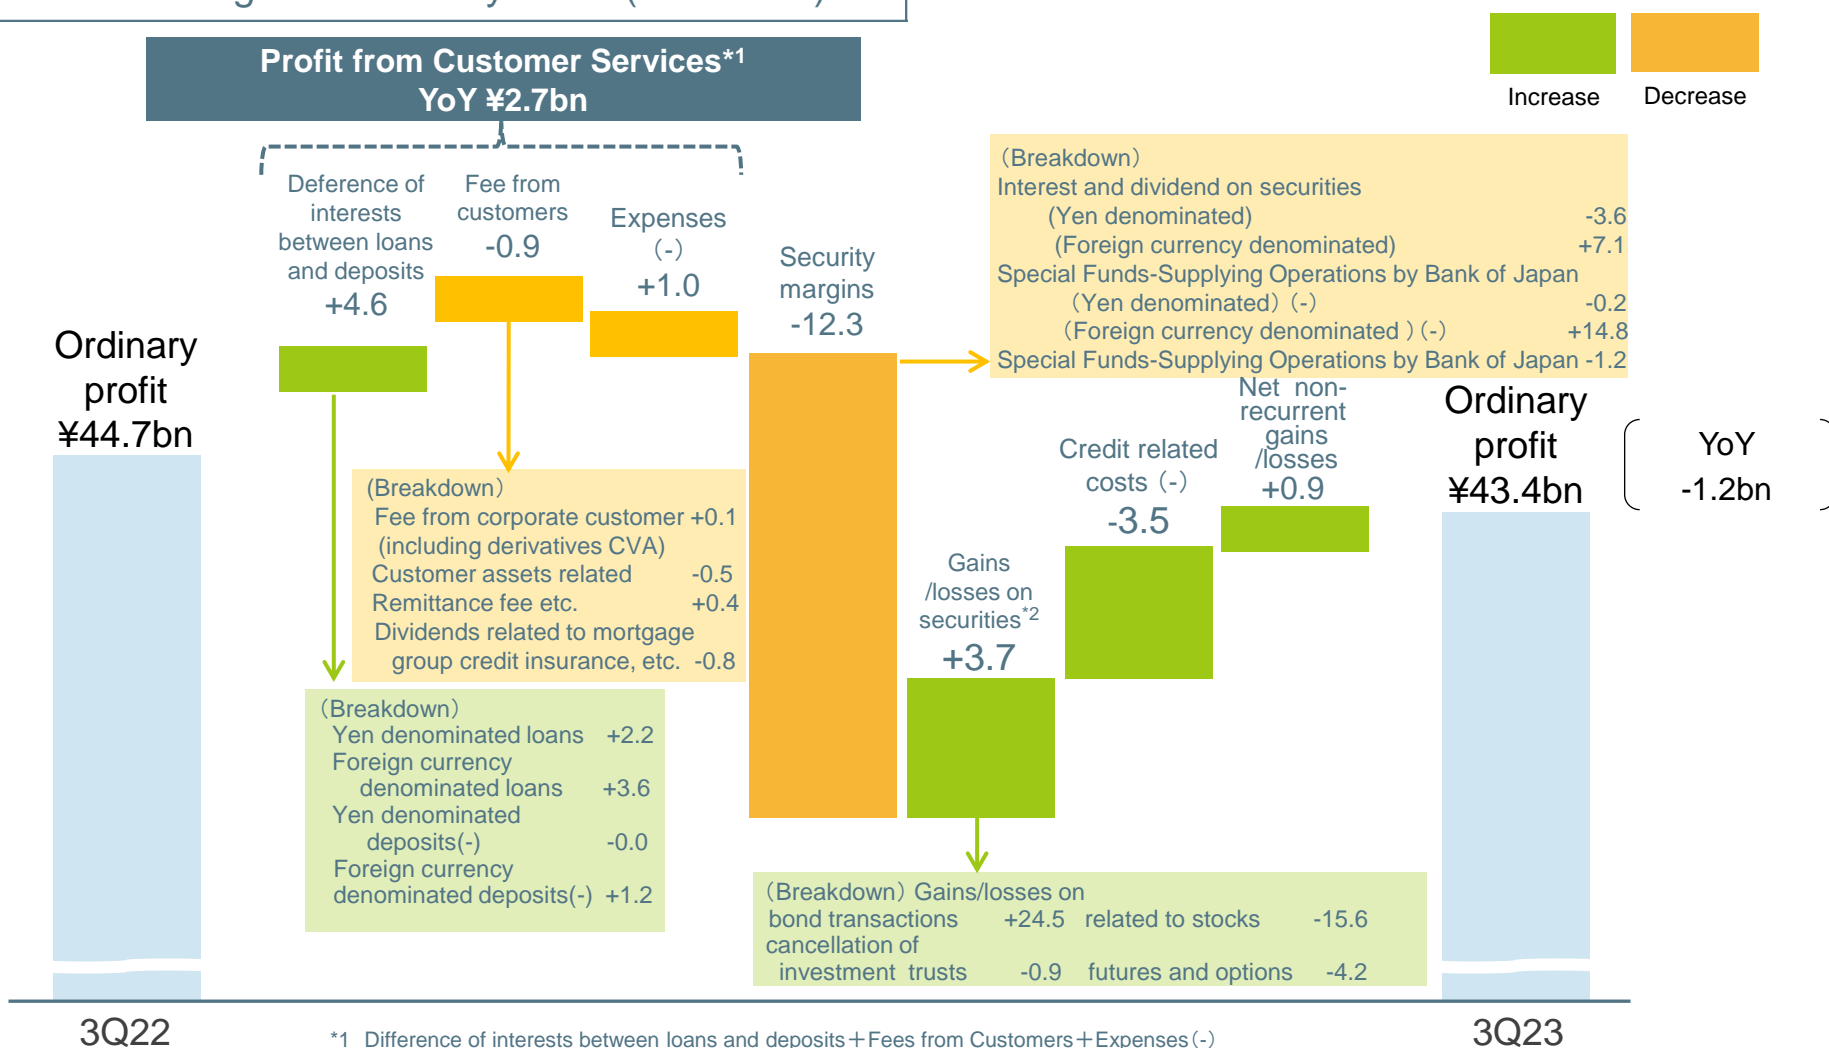 Profit from Customer Services*1
YoY ¥2.7bn
Increase
Decrease
Deference of
interests
between loans
and deposits
+4.6
Fee from
customers
-0.9
Expenses
（-）
+1.0
Security
margins
-12.3
（Breakdown）
Interest and dividend on securities
(Yen denominated) -3.6
(Foreign currency denominated) +7.1
Special Funds-Supplying Operations by Bank of Japan
（Yen denominated）（-） -0.2
（Foreign currency denominated ）（-） +14.8
Special Funds-Supplying Operations by Bank of Japan -1.2
Ordinary
profit
¥44.7bn
(Breakdown）
Fee from corporate customer +0.1
(including derivatives CVA)
Customer assets related -0.5
Remittance fee etc. +0.4
Dividends related to mortgage
group credit insurance, etc. -0.8
（Breakdown）
Yen denominated loans +2.2
Foreign currency
denominated loans +3.6
Yen denominated
deposits(-) -0.0
Foreign currency
denominated deposits(-) +1.2
Gains
/losses on
securities*2
+3.7
Credit related
costs（-）
-3.5
Net non-
recurrent
gains
/losses
+0.9
Ordinary
profit
¥43.4bn
YoY
-1.2bn
（Breakdown）Gains/losses on
bond transactions +24.5 related to stocks -15.6
cancellation of
investment trusts -0.9 futures and options -4.2
3Q22
3Q23
*1 Difference of interests between loans and deposits＋Fees from Customers＋Expenses（-）